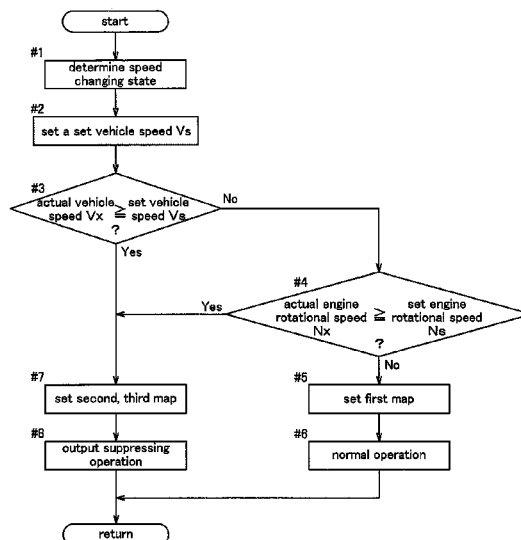 start
#1
determine speed
changing state
#2
set a set vehicle speed Vs
#3
actual vehicle ≧ set vehicle
speed Vx speed Vs
?
No
Yes
#4
actual engine ≧ set engine
rotational speed rotational speed
Nx Ns
?
Yes
No
#7
set second, third map
#5
set first map
#8
output suppressing
operation
#6
normal operation
return